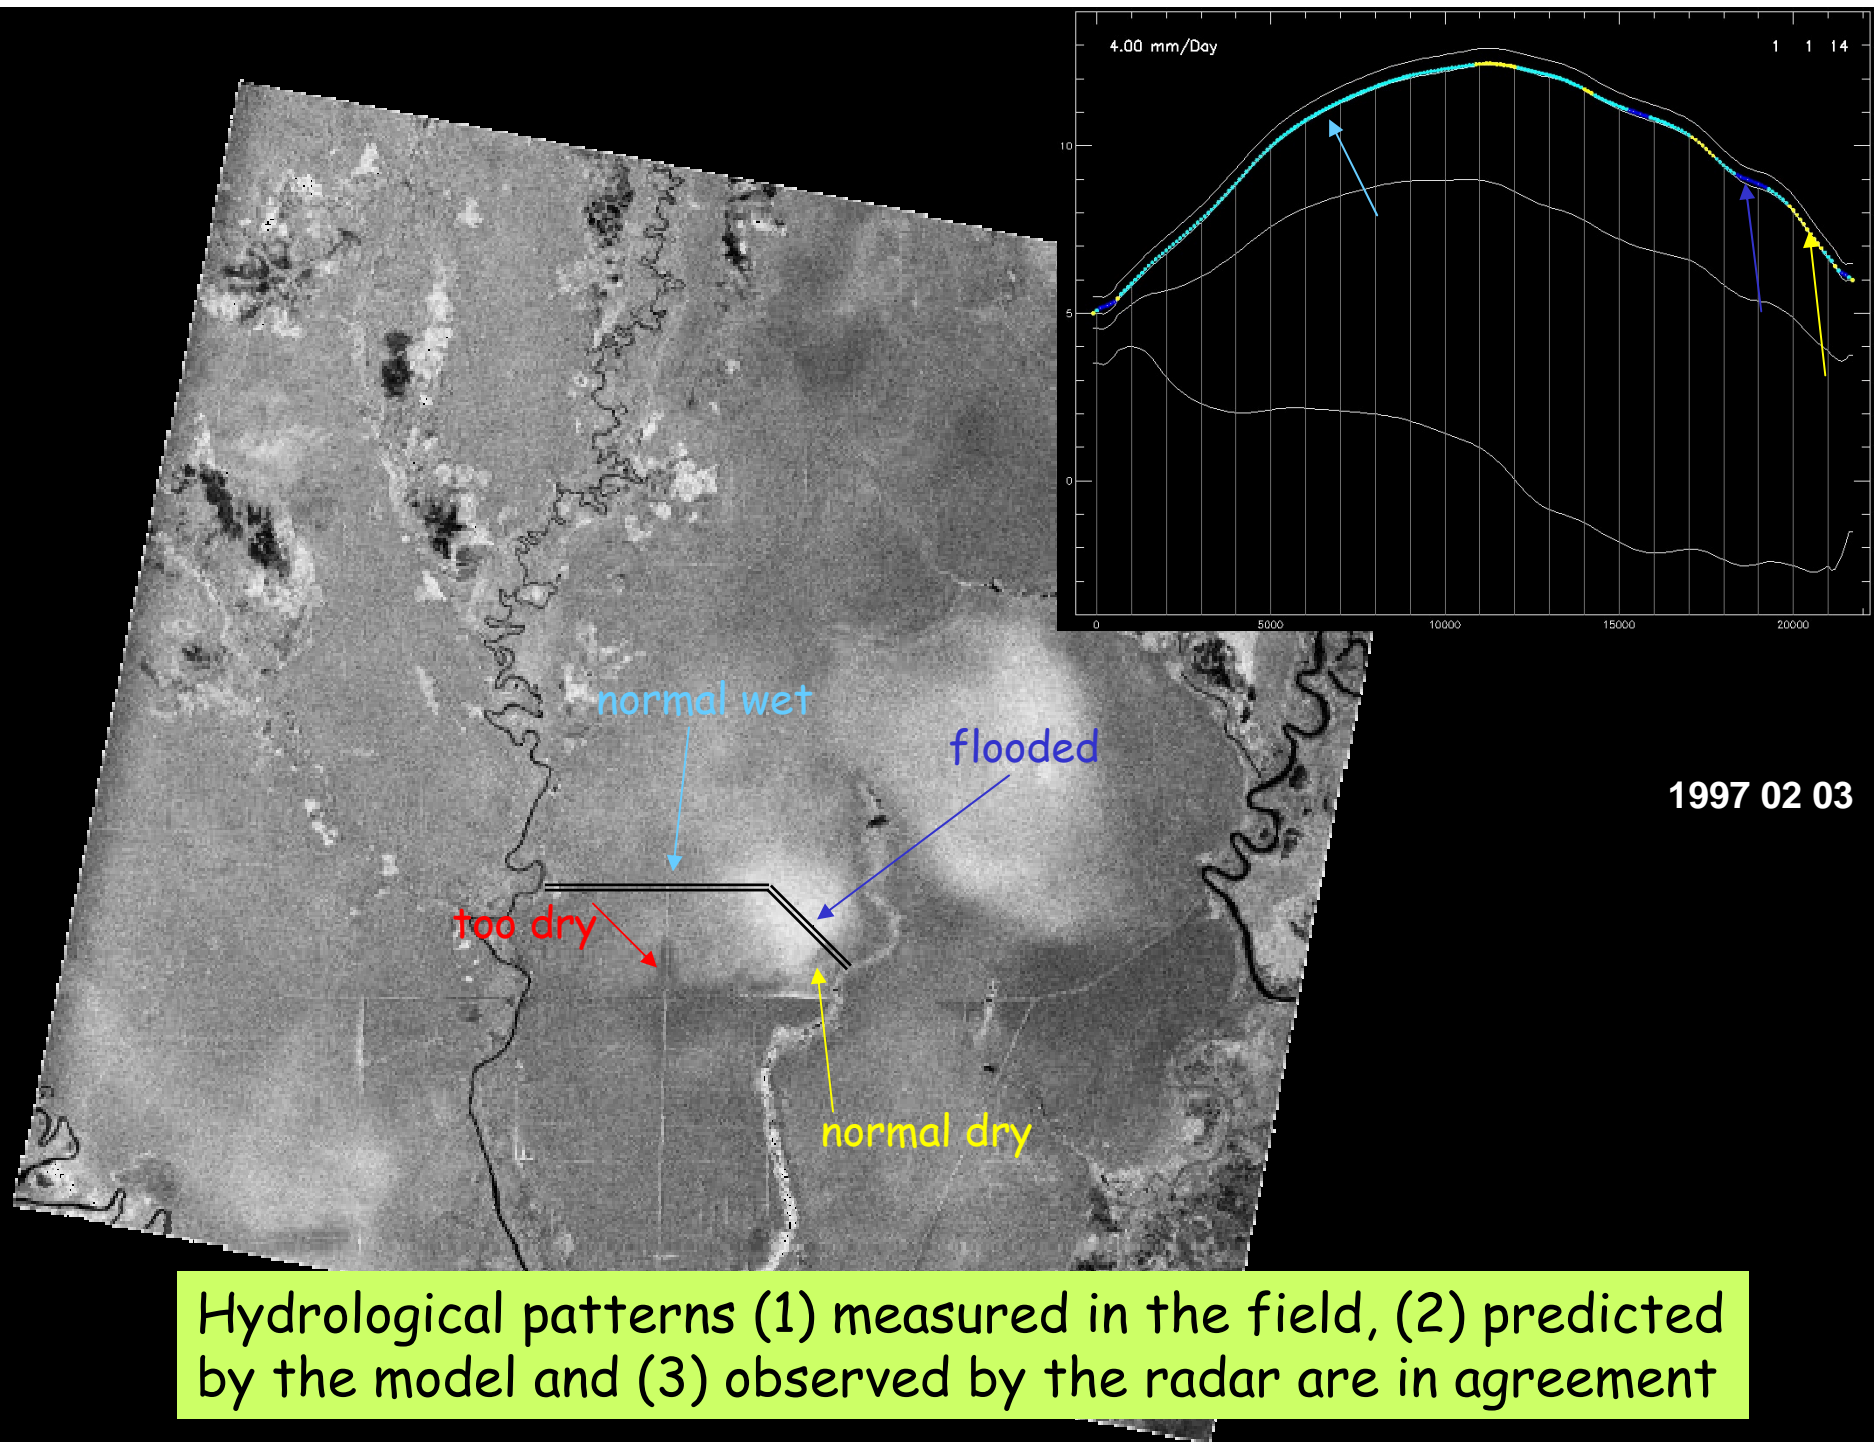 4.00 mm/Day
1 1 14
10
5
0
0 5000 10000 15000 20000
normal wet
flooded
1997 02 03
too dry
normal dry
Hydrological patterns (1) measured in the field, (2) predicted
by the model and (3) observed by the radar are in agreement